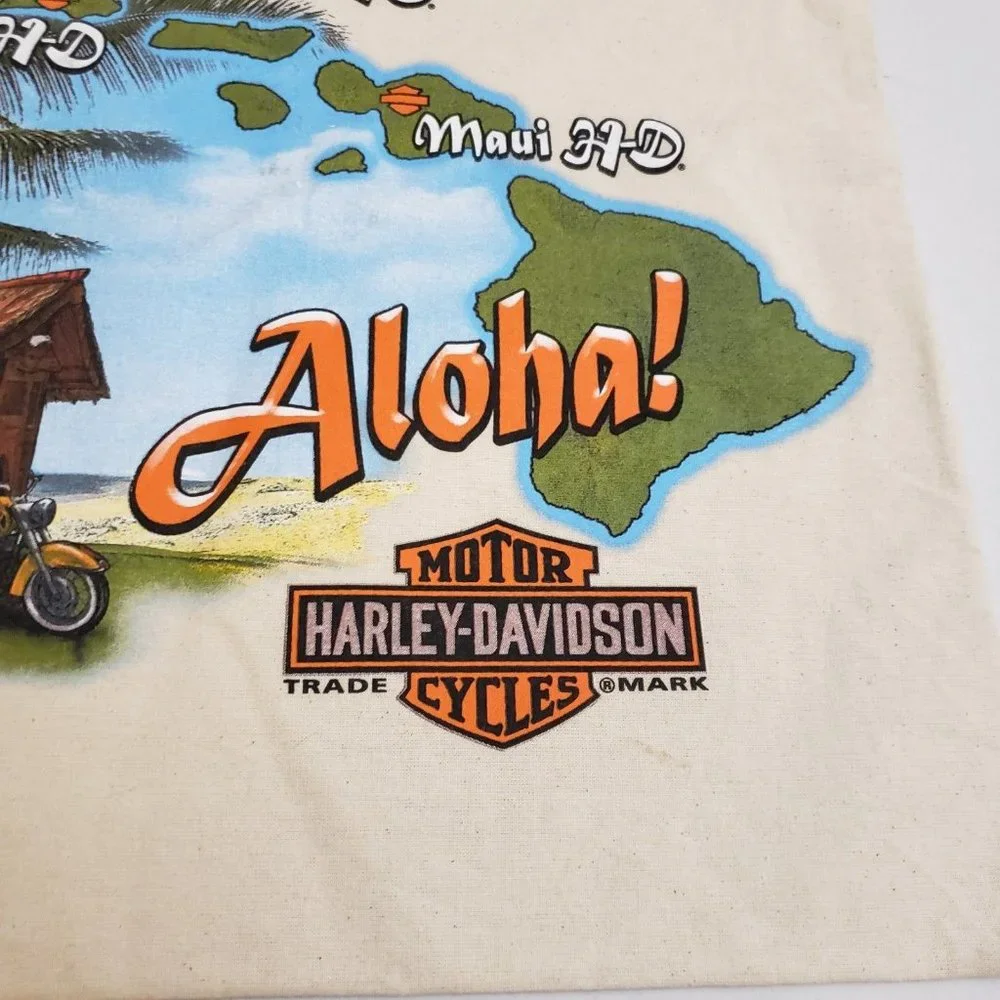 H-D
Maui H-D®
Aloha!
MOTOR
HARLEY-DAVIDSON
TRADE CYCLES ®MARK